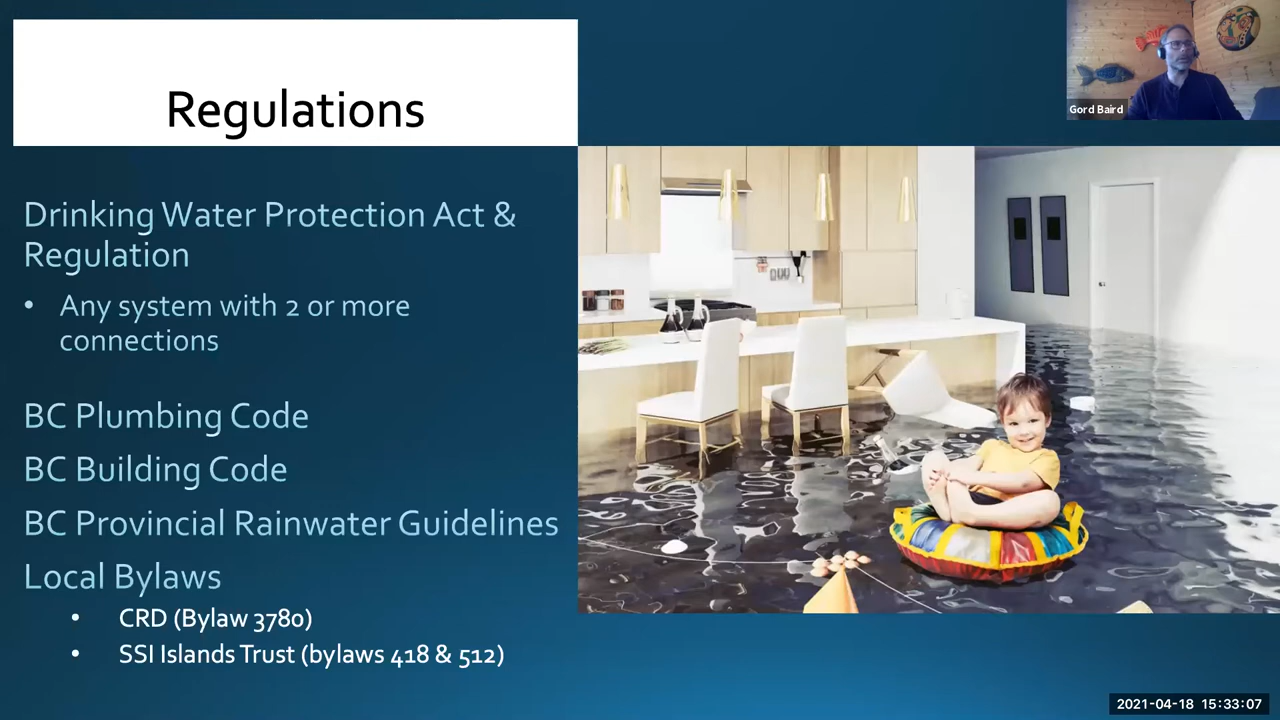 Regulations
Gord Baird
Drinking Water Protection Act &
Regulation
• Any system with 2 or more
connections
BC Plumbing Code
BC Building Code
BC Provincial Rainwater Guidelines
Local Bylaws
• CRD (Bylaw 3780)
• SSI Islands Trust (bylaws 418 & 512)
2021-04-18 15:33:07